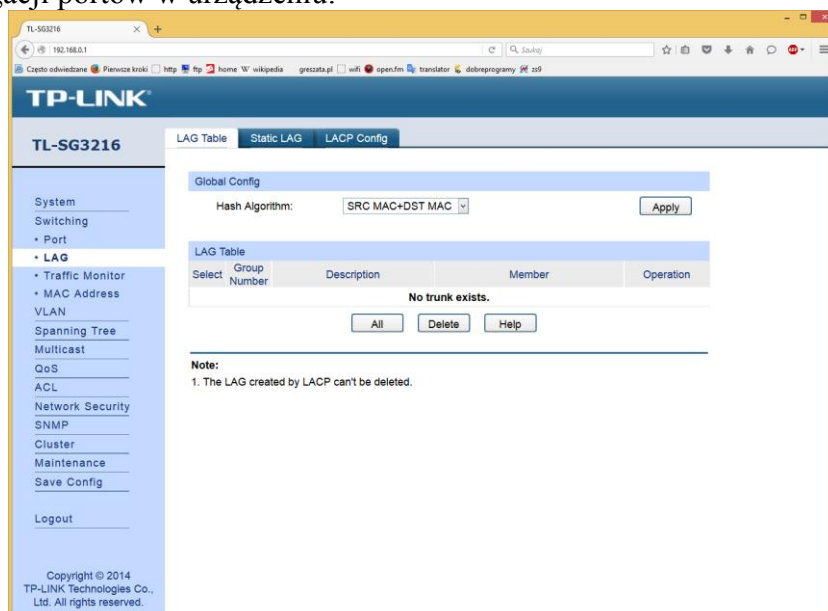 gacji portów w urządzeniu.
TL-SG3216
192.168.0.1
Szukaj
Często odwiedzane Pierwsze kroki http ftp home W wikipedia greszata.pl wifi open.fm translator dobreprogramy zs9
TP-LINK
TL-SG3216
LAG Table Static LAG LACP Config
Global Config
Hash Algorithm: SRC MAC+DST MAC Apply
LAG Table
Select Group Number Description Member Operation
No trunk exists.
All Delete Help
Note:
1. The LAG created by LACP can't be deleted.
System
Switching
• Port
• LAG
• Traffic Monitor
• MAC Address
VLAN
Spanning Tree
Multicast
QoS
ACL
Network Security
SNMP
Cluster
Maintenance
Save Config
Logout
Copyright © 2014
TP-LINK Technologies Co.,
Ltd. All rights reserved.